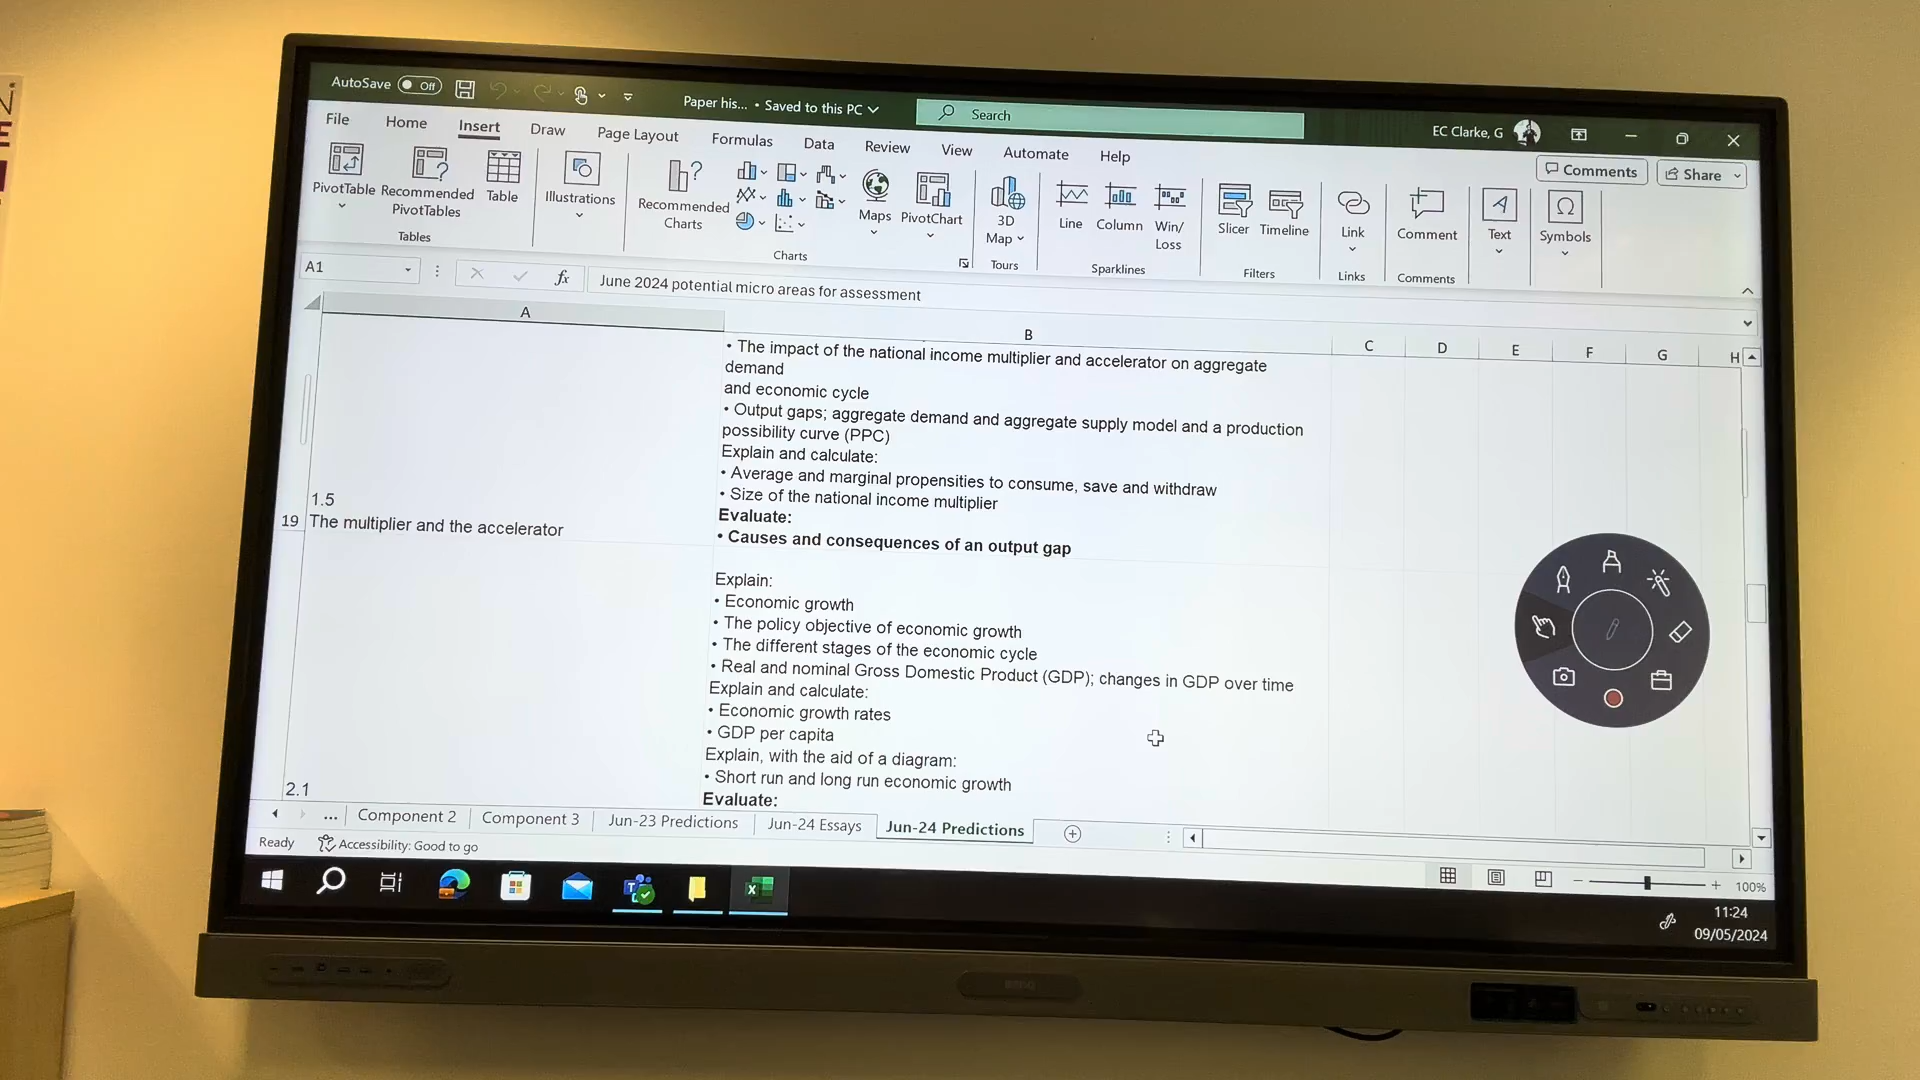 AutoSave Off
Paper his... • Saved to this PC
Search
EC Clarke, G
File Home Insert Draw Page Layout Formulas Data Review View Automate Help
Comments Share
PivotTable
Recommended
PivotTables
Table
Tables
Illustrations
Recommended
Charts
Maps
PivotChart
Charts
3D
Map
Tours
Line
Column
Win/
Loss
Sparklines
Slicer
Timeline
Filters
Link
Links
Comment
Comments
Text
Symbols
A1
fx
June 2024 potential micro areas for assessment
A B C D E F G H
• The impact of the national income multiplier and accelerator on aggregate
demand
and economic cycle
• Output gaps; aggregate demand and aggregate supply model and a production
possibility curve (PPC)
Explain and calculate:
• Average and marginal propensities to consume, save and withdraw
• Size of the national income multiplier
Evaluate:
• Causes and consequences of an output gap
1.5
19 The multiplier and the accelerator
Explain:
• Economic growth
• The policy objective of economic growth
• The different stages of the economic cycle
• Real and nominal Gross Domestic Product (GDP); changes in GDP over time
Explain and calculate:
• Economic growth rates
• GDP per capita
Explain, with the aid of a diagram:
• Short run and long run economic growth
Evaluate:
2.1
... Component 2 Component 3 Jun-23 Predictions Jun-24 Essays Jun-24 Predictions
Ready Accessibility: Good to go
100%
11:24
09/05/2024
BENQ